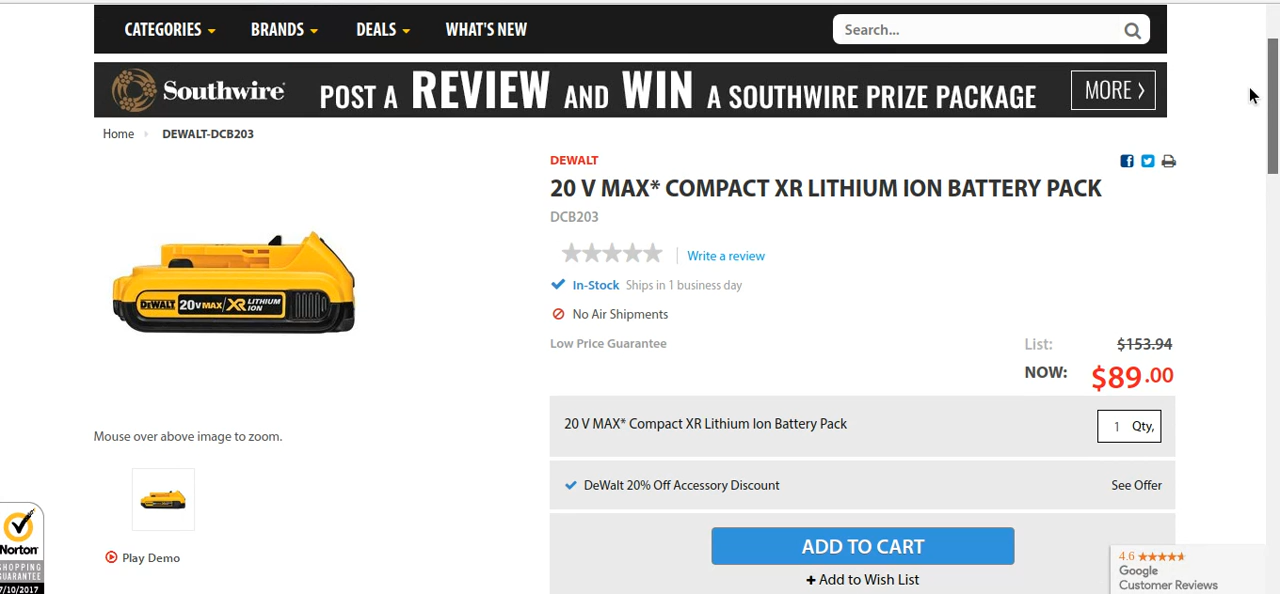 CATEGORIES BRANDS DEALS WHAT'S NEW Search...
Southwire POST A REVIEW AND WIN A SOUTHWIRE PRIZE PACKAGE MORE >
Home DEWALT-DCB203
DEWALT
20 V MAX* COMPACT XR LITHIUM ION BATTERY PACK
DCB203
Write a review
In-Stock Ships in 1 business day
No Air Shipments
Low Price Guarantee
List: $153.94
NOW: $89.00
DEWALT 20V MAX XR LITHIUM ION
Mouse over above image to zoom.
20 V MAX* Compact XR Lithium Ion Battery Pack 1 Qty,
DeWalt 20% Off Accessory Discount See Offer
ADD TO CART
+ Add to Wish List
Play Demo
Norton
SHOPPING
GUARANTEE
7/10/2017
4.6
Google
Customer Reviews